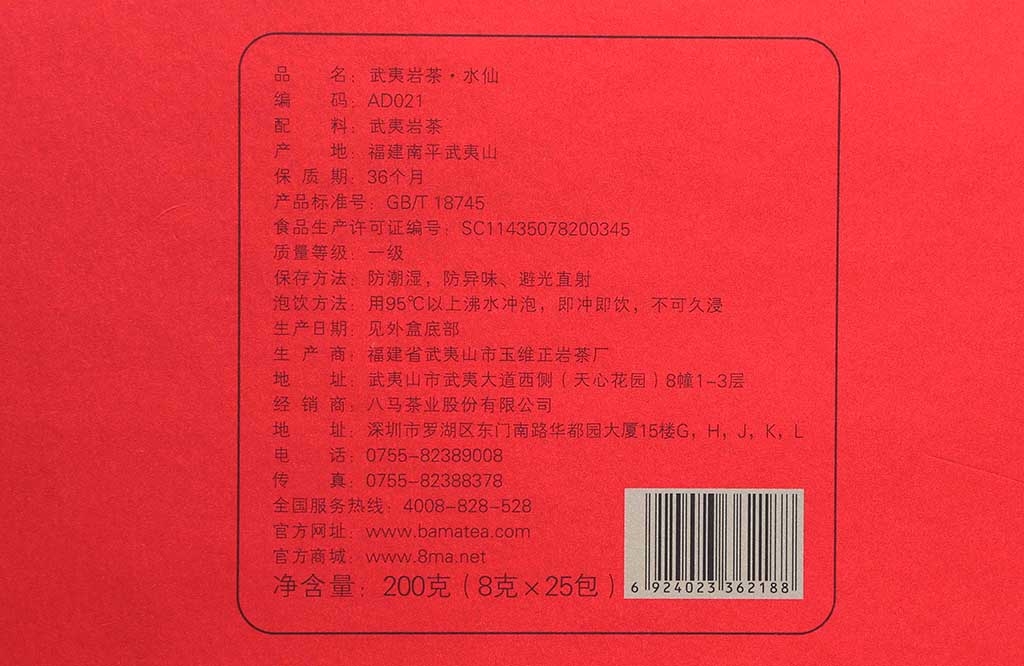 品 名：武夷岩茶·水仙
编 码：AD021
配 料：武夷岩茶
产 地：福建南平武夷山
保 质 期：36个月
产品标准号：GB/T 18745
食品生产许可证编号：SC11435078200345
质量等级：一级
保存方法：防潮湿，防异味、避光直射
泡饮方法：用95℃以上沸水冲泡，即冲即饮，不可久浸
生产日期：见外盒底部
生 产 商：福建省武夷山市玉维正岩茶厂
地 址：武夷山市武夷大道西侧（天心花园）8幢1-3层
经 销 商：八马茶业股份有限公司
地 址：深圳市罗湖区东门南路华都园大厦15楼G，H，J，K，L
电 话：0755-82389008
传 真：0755-82388378
全国服务热线：4008-828-528
官方网址：www.bamatea.com
官方商城：www.8ma.net
净含量：200克（8克×25包）
6 924023 362188